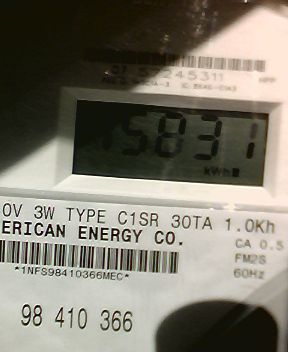 57245311
15831
kWh
0V 3W TYPE C1SR 30TA 1.0Kh
ERICAN ENERGY CO.
CA 0.5
FM2S
60Hz
*1NFS98410366MEC*
98 410 366